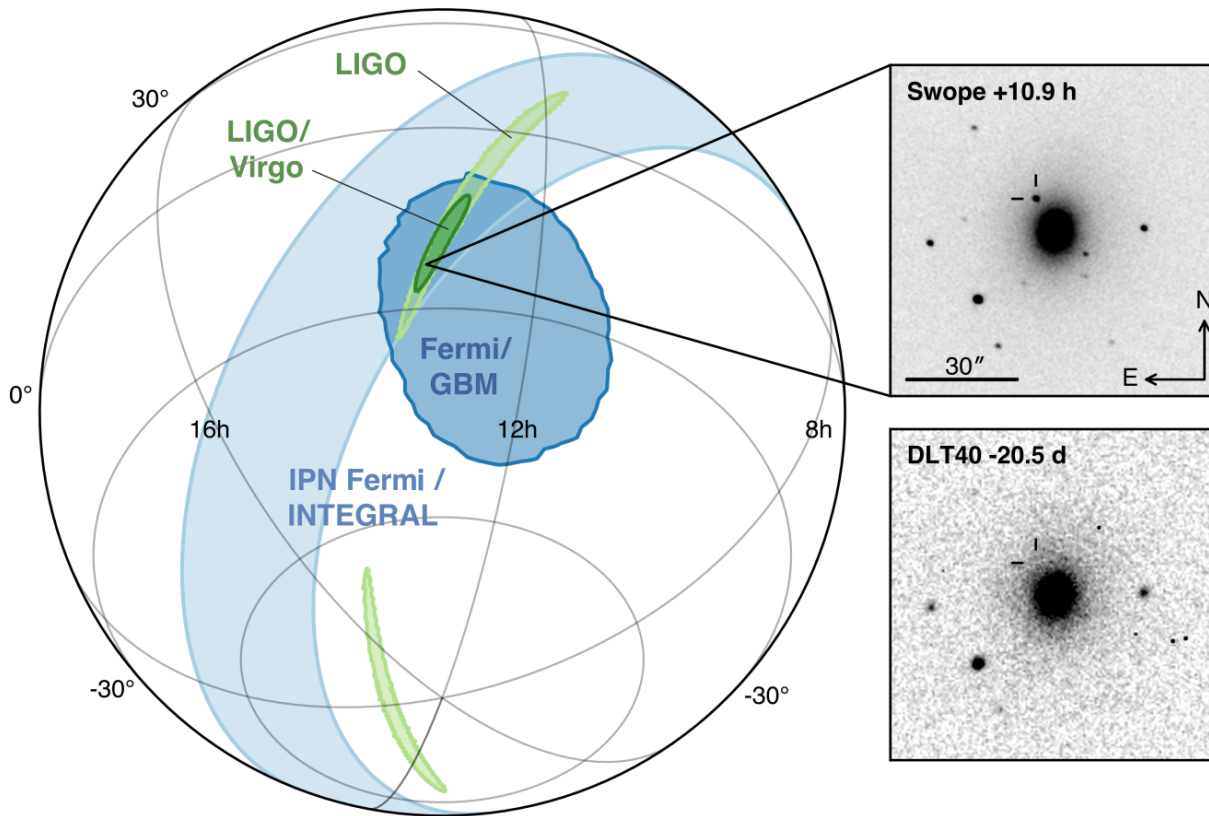 LIGO
LIGO/
Virgo
30°
0°
16h
12h
8h
Fermi/
GBM
IPN Fermi /
INTEGRAL
-30°
-30°
Swope +10.9 h
N
E
30″
DLT40 -20.5 d